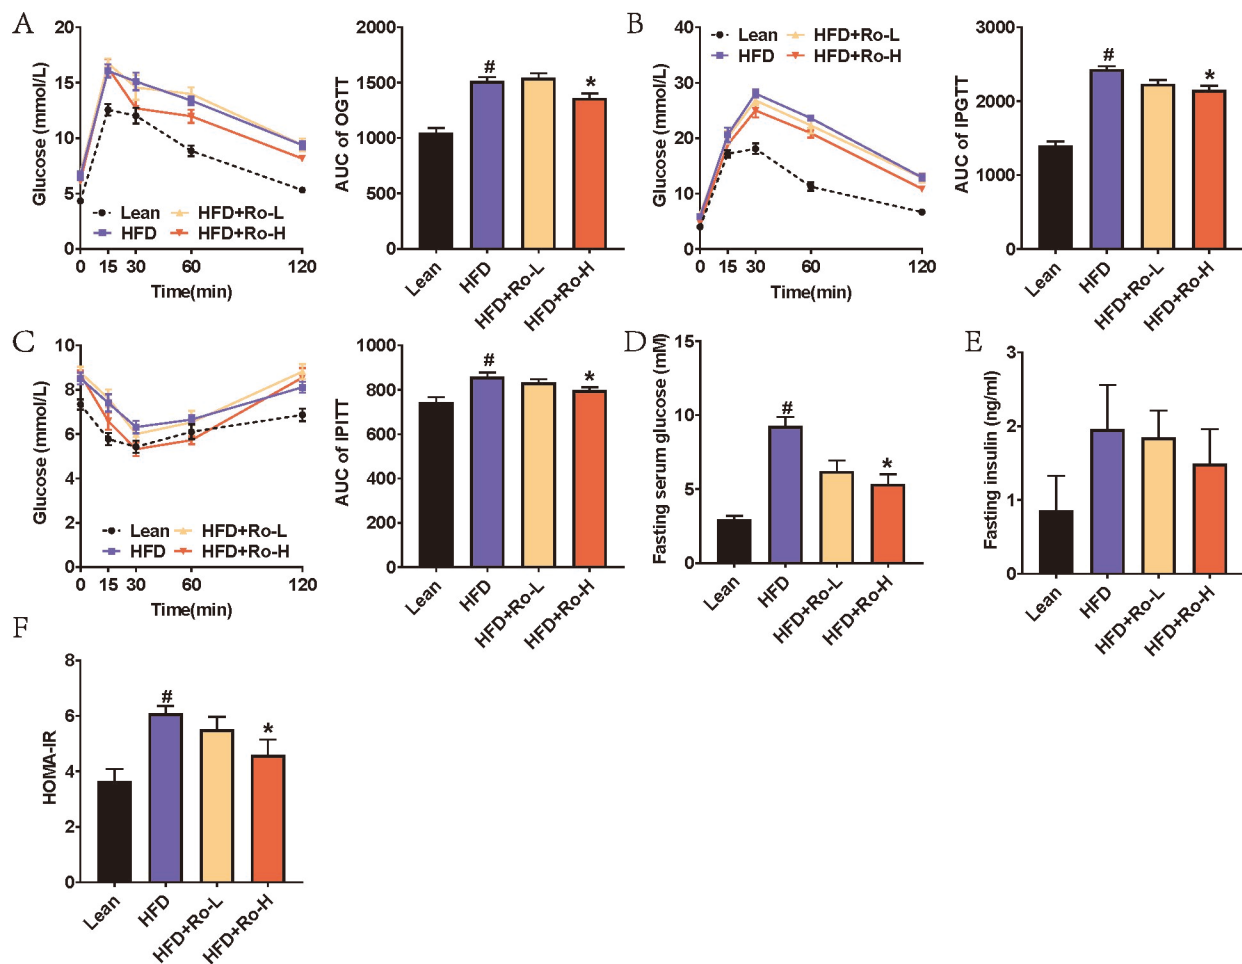 A
Glucose (mmol/L)
20
15
10
5
0
0 15 30 60 120
Time(min)
Lean
HFD
HFD+Ro-L
HFD+Ro-H
AUC of OGTT
2000
1500
1000
500
0
#
*
Lean
HFD
HFD+Ro-L
HFD+Ro-H
B
Glucose (mmol/L)
40
30
20
10
0
0 15 30 60 120
Time(min)
Lean
HFD
HFD+Ro-L
HFD+Ro-H
AUC of IPGTT
3000
2000
1000
0
#
*
Lean
HFD
HFD+Ro-L
HFD+Ro-H
C
Glucose (mmol/L)
10
8
6
4
2
0
0 15 30 60 120
Time(min)
Lean
HFD
HFD+Ro-L
HFD+Ro-H
AUC of IPITT
1000
800
600
400
200
0
#
*
Lean
HFD
HFD+Ro-L
HFD+Ro-H
D
Fasting serum glucose (mM)
15
10
5
0
#
*
Lean
HFD
HFD+Ro-L
HFD+Ro-H
E
Fasting insulin (ng/ml)
3
2
1
0
Lean
HFD
HFD+Ro-L
HFD+Ro-H
F
HOMA-IR
8
6
4
2
0
#
*
Lean
HFD
HFD+Ro-L
HFD+Ro-H